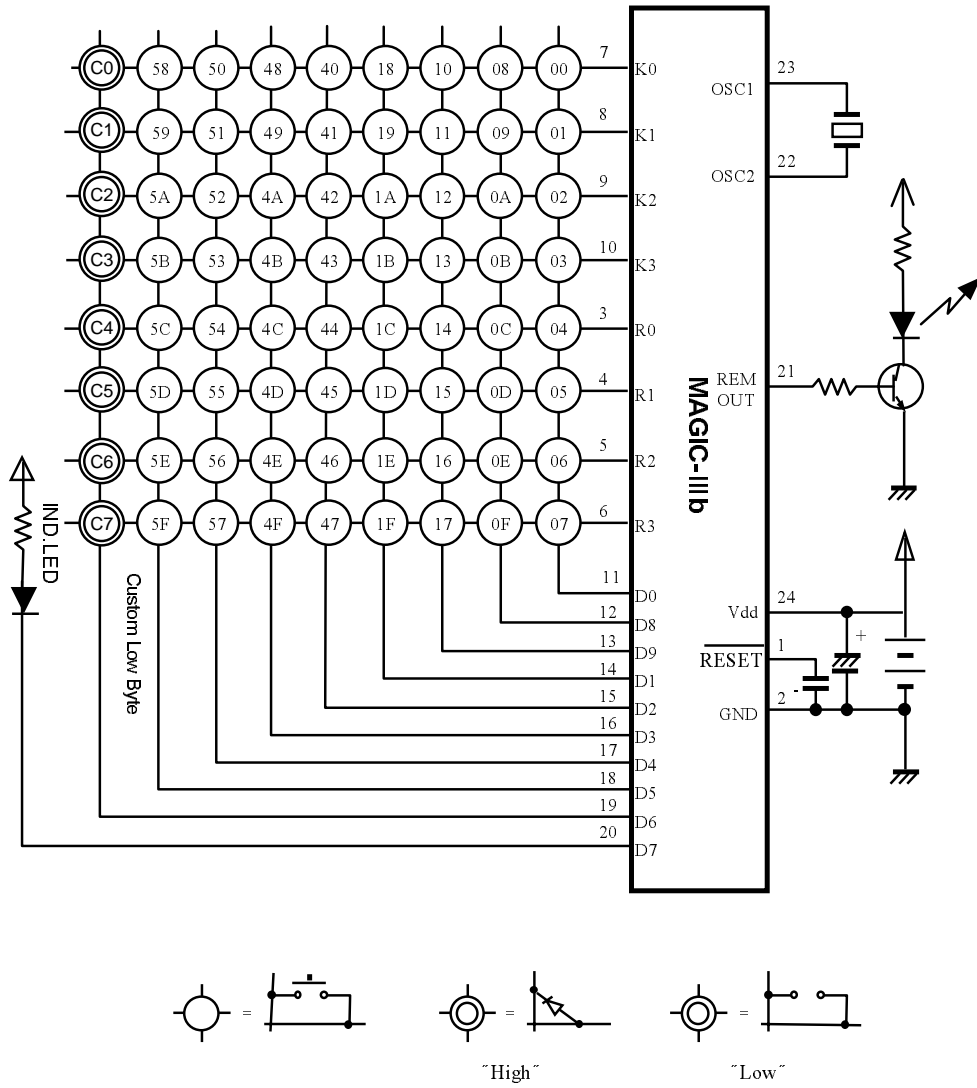 C0 58 50 48 40 18 10 08 00 7 K0
C1 59 51 49 41 19 11 09 01 8 K1
C2 5A 52 4A 42 1A 12 0A 02 9 K2
C3 5B 53 4B 43 1B 13 0B 03 10 K3
C4 5C 54 4C 44 1C 14 0C 04 3 R0
C5 5D 55 4D 45 1D 15 0D 05 4 R1
C6 5E 56 4E 46 1E 16 0E 06 5 R2
C7 5F 57 4F 47 1F 17 0F 07 6 R3
IND.LED
Custom Low Byte
11 D0
12 D8
13 D9
14 D1
15 D2
16 D3
17 D4
18 D5
19 D6
20 D7
MAGIC-IIIb
OSC1 23
OSC2 22
REM OUT 21
Vdd 24
+
RESET 1
-
GND 2
= = =
˝High˝ ˝Low˝